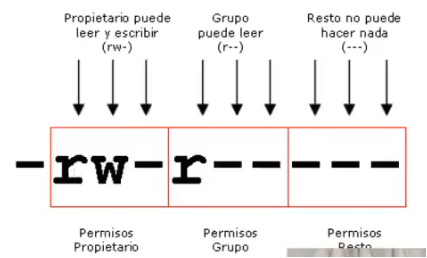 Propietario puede Grupo Resto no puede
leer y escribir puede leer hacer nada
(rw-) (r--) (---)
-rw-r-----
Permisos Permisos Permisos
Propietario Grupo Resto